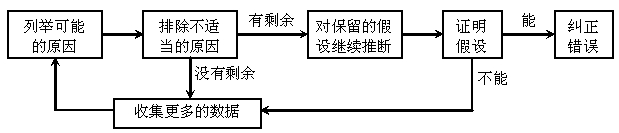 列举可能
的原因
排除不适
当的原因
有剩余
对保留的假
设继续推断
证明
假设
能
纠正
错误
没有剩余
不能
收集更多的数据